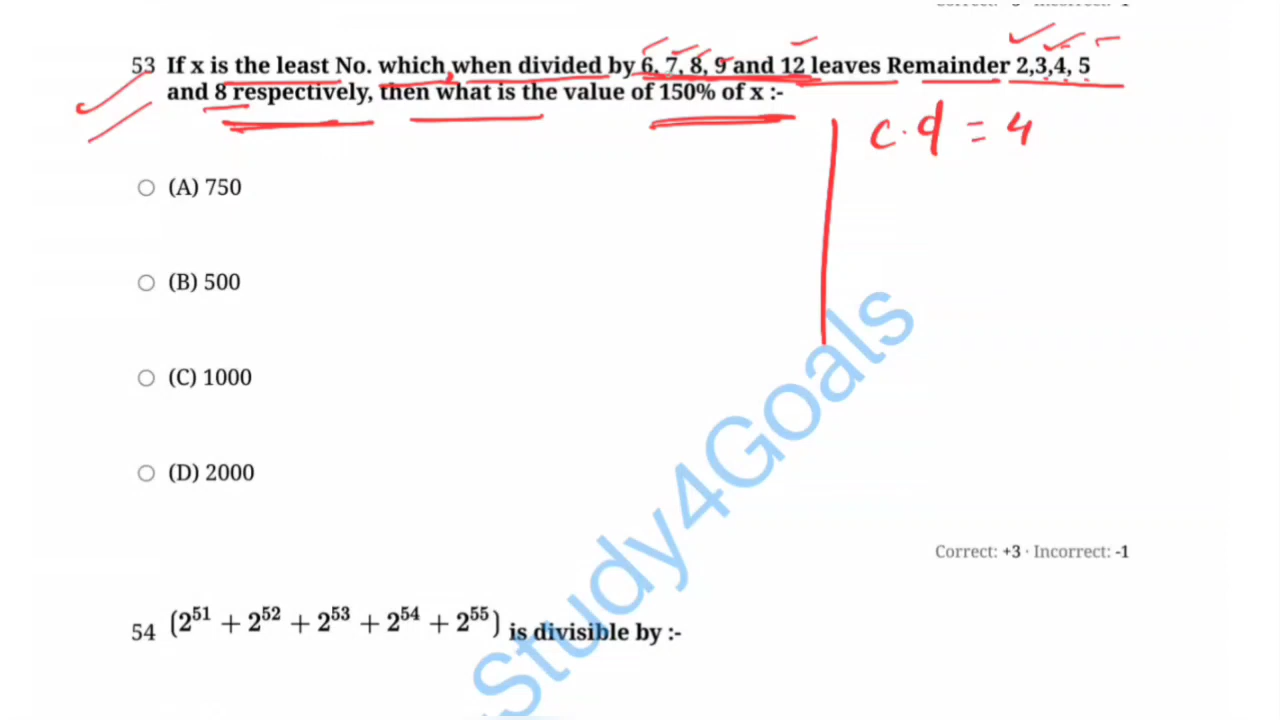 53 If x is the least No. which when divided by 6, 7, 8, 9 and 12 leaves Remainder 2,3,4, 5
and 8 respectively, then what is the value of 150% of x :-
c.d = 4
(A) 750
(B) 500
(C) 1000
(D) 2000
Study4Goals
Correct: +3 · Incorrect: -1
54 (2^51 + 2^52 + 2^53 + 2^54 + 2^55) is divisible by :-